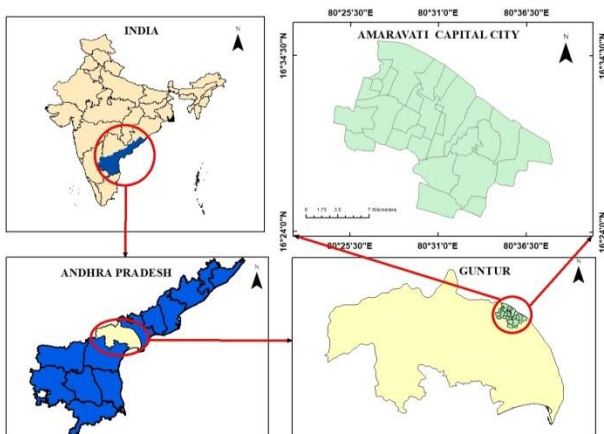 INDIA
N
80°25'30"E 80°31'0"E 80°36'30"E
AMARAVATI CAPITAL CITY
N
16°34'30"N
16°34'30"N
0 1.75 3.5 7 Kilometers
16°24'0"N
16°24'0"N
80°25'30"E 80°31'0"E 80°36'30"E
ANDHRA PRADESH
N
GUNTUR
N